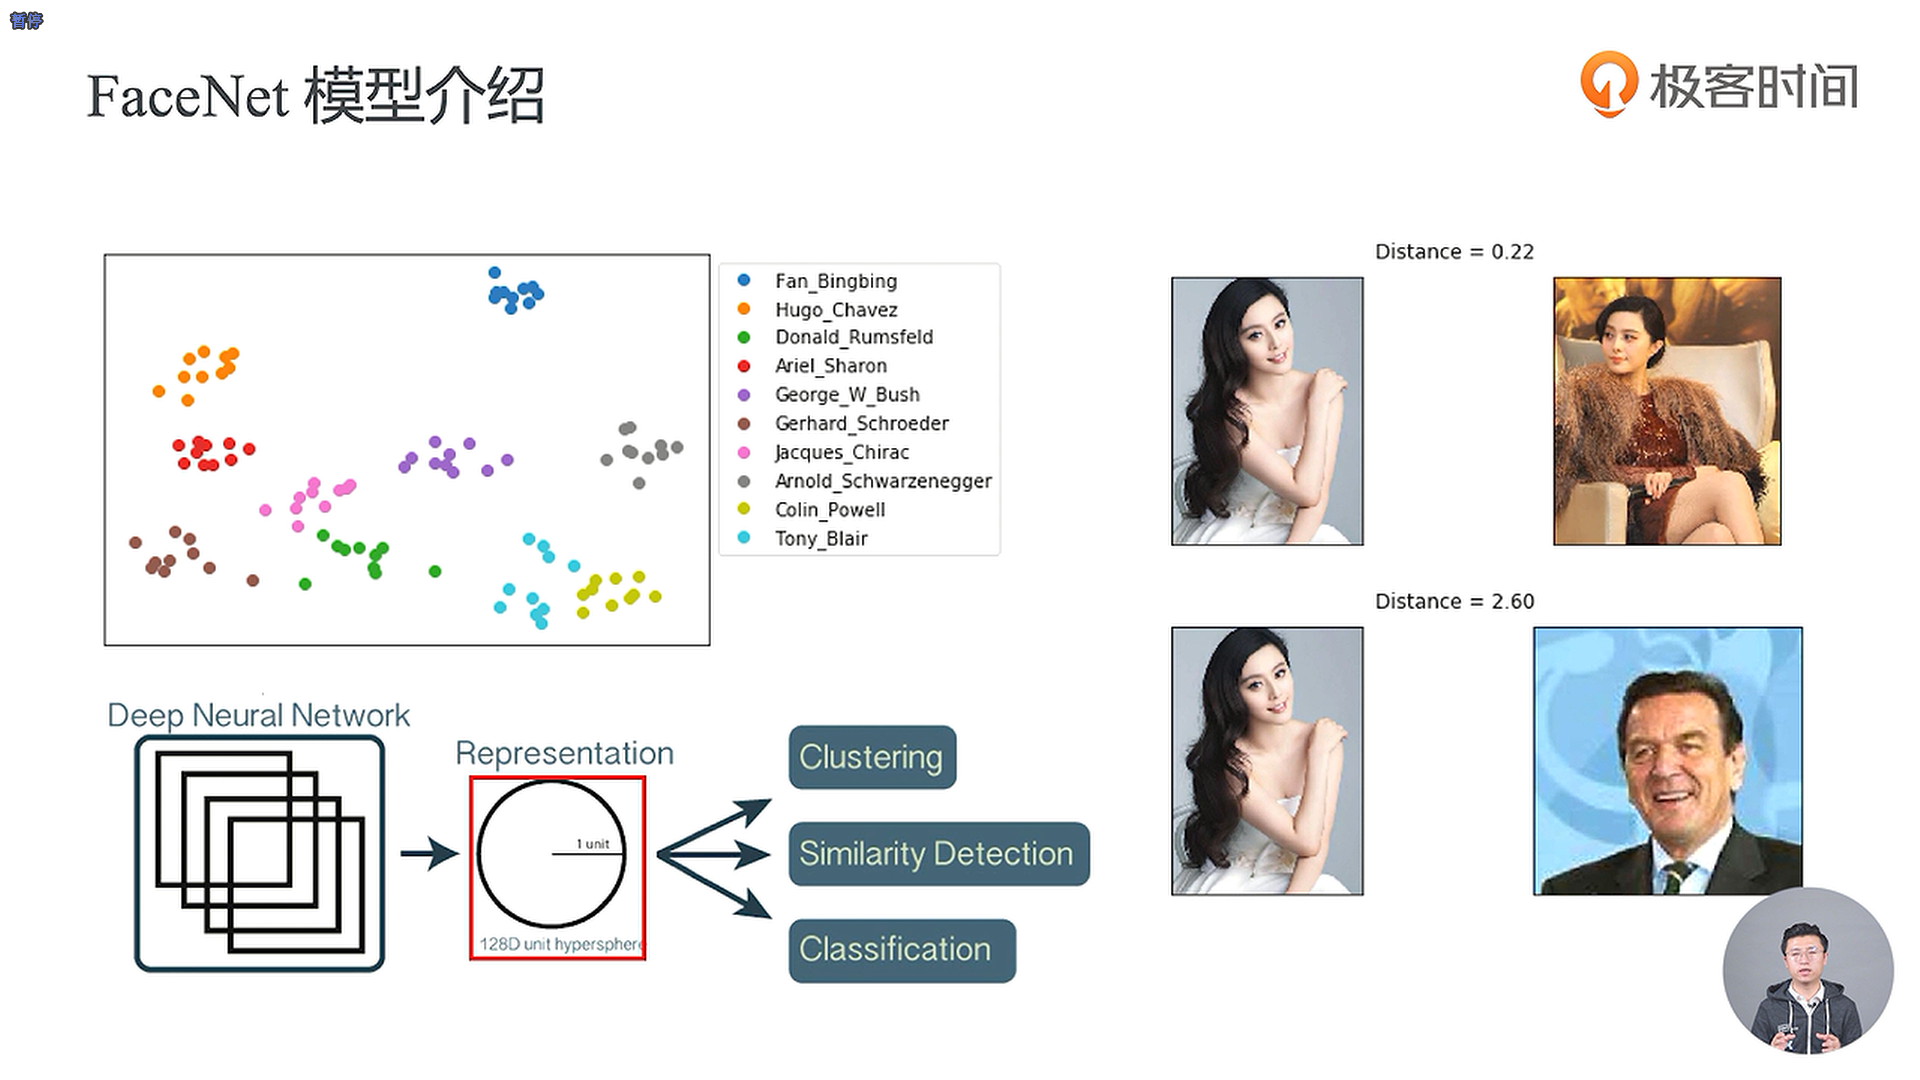 暂停
FaceNet 模型介绍
极客时间
Fan_Bingbing
Hugo_Chavez
Donald_Rumsfeld
Ariel_Sharon
George_W_Bush
Gerhard_Schroeder
Jacques_Chirac
Arnold_Schwarzenegger
Colin_Powell
Tony_Blair
Distance = 0.22
Distance = 2.60
Deep Neural Network
Representation
1 unit
128D unit hypersphere
Clustering
Similarity Detection
Classification